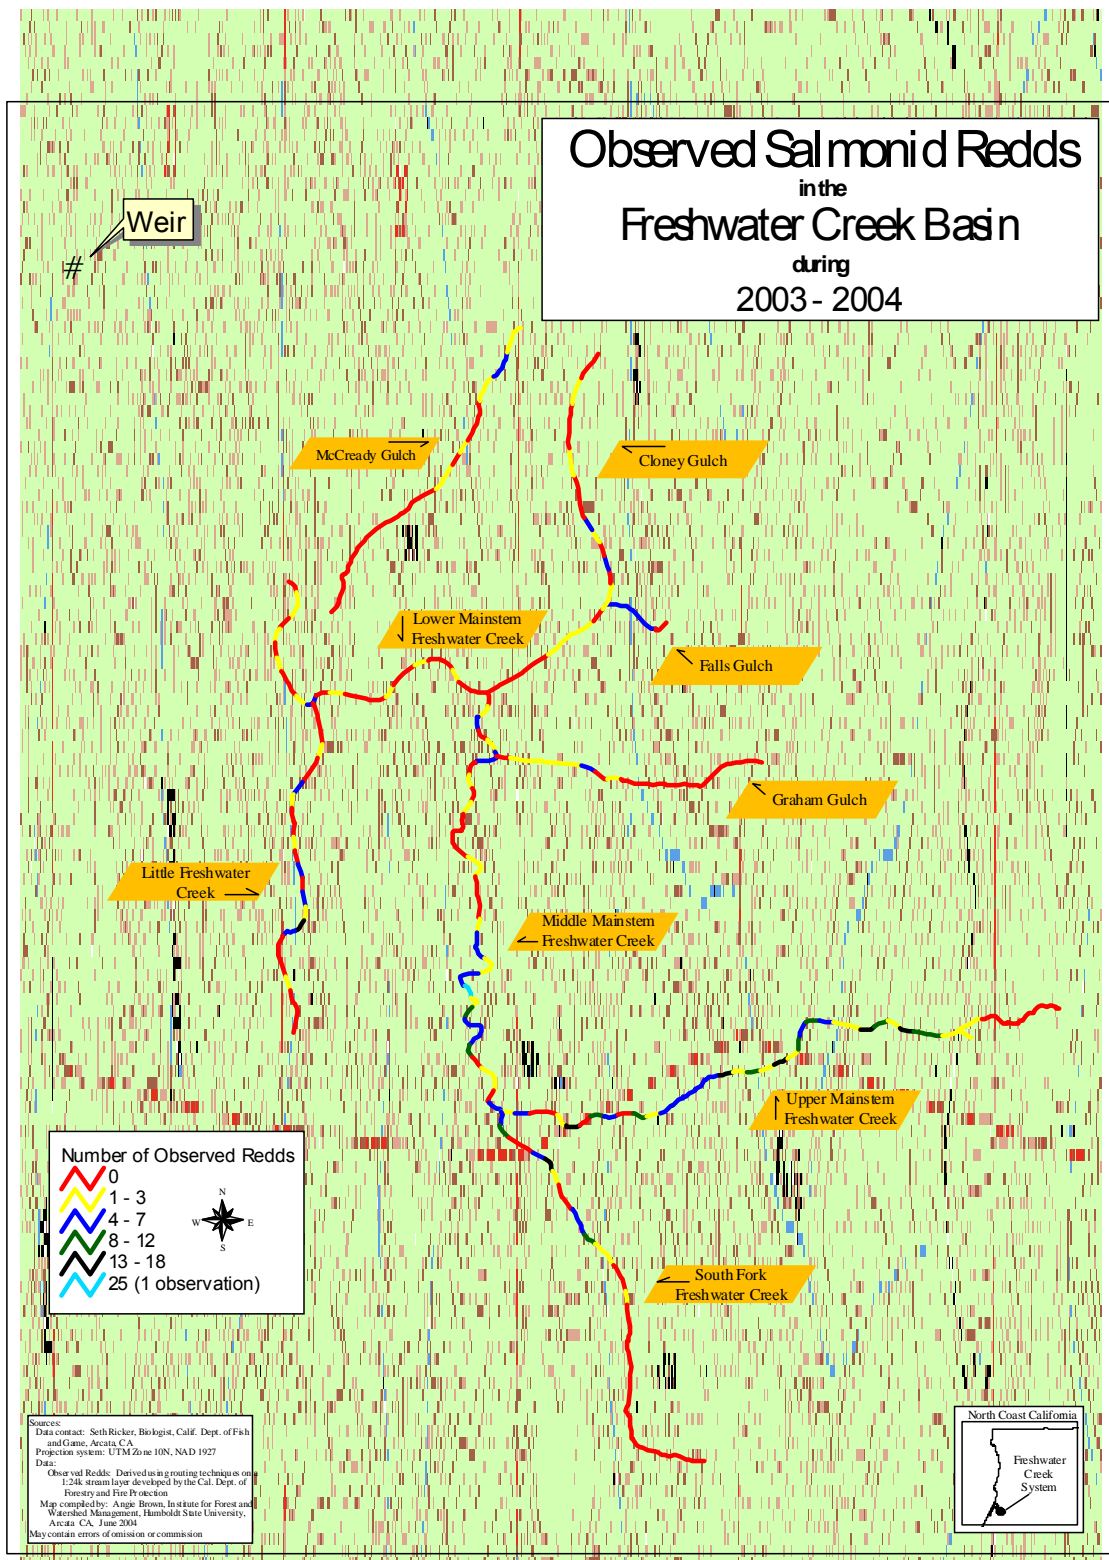 Observed Salmonid Redds
in the
Freshwater Creek Basin
during
2003 - 2004
Weir
#
McCready Gulch
Cloney Gulch
Lower Mainstem
Freshwater Creek
Falls Gulch
Graham Gulch
Little Freshwater
Creek
Middle Mainstem
Freshwater Creek
Upper Mainstem
Freshwater Creek
South Fork
Freshwater Creek
Number of Observed Redds
0
1 - 3
4 - 7
8 - 12
13 - 18
25 (1 observation)
N
W E
S
Sources:
Data contact: Seth Ricker, Biologist, Calif. Dept. of Fish
and Game, Arcata, CA
Projection system: UTM Zone 10N, NAD 1927
Data:
Observed Redds: Derived using routing techniques on a
1:24k stream layer developed by the Cal. Dept. of
Forestry and Fire Protection
Map compiled by: Angie Brown, Institute for Forest and
Watershed Management, Humboldt State University,
Arcata CA, June 2004
May contain errors of omission or commission
North Coast California
Freshwater
Creek
System